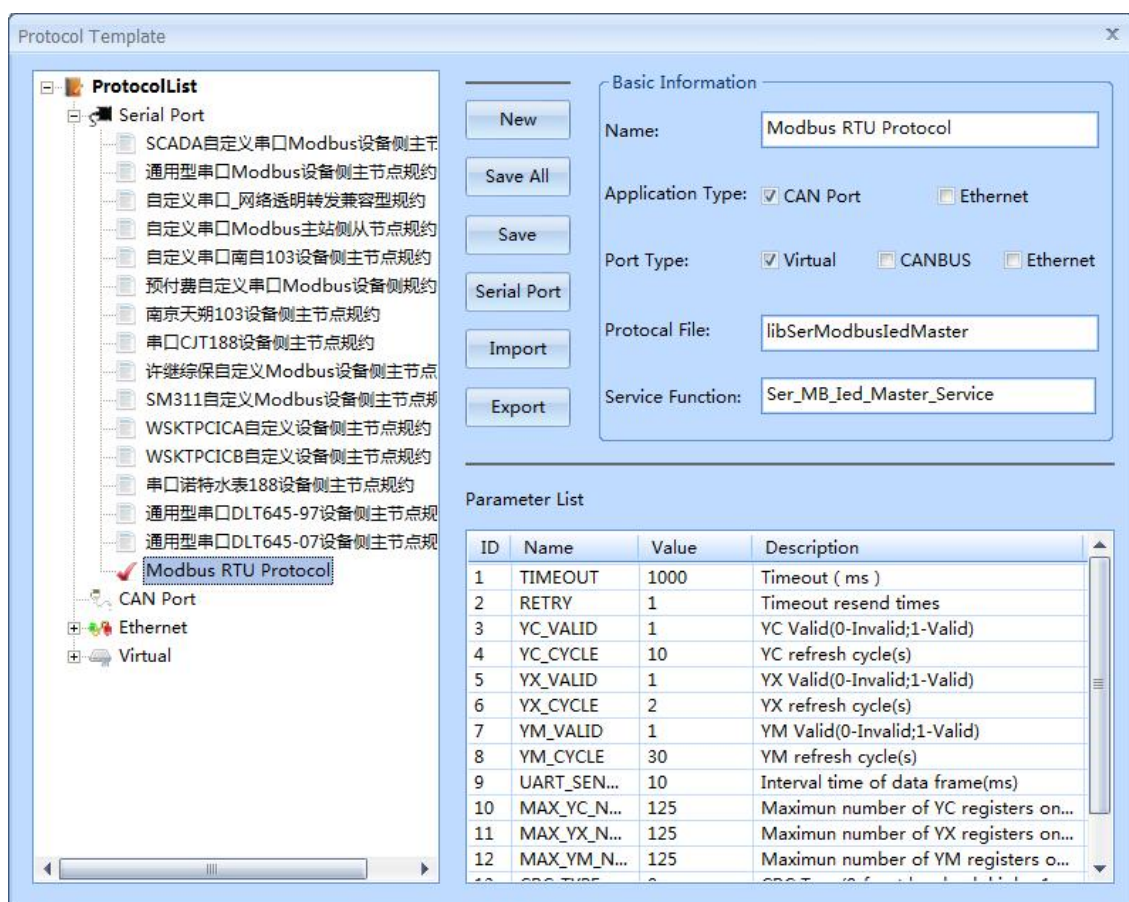 Protocol Template
ProtocolList
Serial Port
SCADA自定义串口Modbus设备侧主节
通用型串口Modbus设备侧主节点规约
自定义串口_网络透明转发兼容型规约
自定义串口Modbus主站侧从节点规约
自定义串口南自103设备侧主节点规约
预付费自定义串口Modbus设备侧规约
南京天朔103设备侧主节点规约
串口CJT188设备侧主节点规约
许继综保自定义Modbus设备侧主节点
SM311自定义Modbus设备侧主节点规
WSKTPCICA自定义设备侧主节点规约
WSKTPCICB自定义设备侧主节点规约
串口诺特水表188设备侧主节点规约
通用型串口DLT645-97设备侧主节点规
通用型串口DLT645-07设备侧主节点规
Modbus RTU Protocol
CAN Port
Ethernet
Virtual
New
Save All
Save
Serial Port
Import
Export
Basic Information
Name: Modbus RTU Protocol
Application Type: CAN Port Ethernet
Port Type: Virtual CANBUS Ethernet
Protocal File: libSerModbusIedMaster
Service Function: Ser_MB_Ied_Master_Service
Parameter List
ID Name Value Description
1 TIMEOUT 1000 Timeout ( ms )
2 RETRY 1 Timeout resend times
3 YC_VALID 1 YC Valid(0-Invalid;1-Valid)
4 YC_CYCLE 10 YC refresh cycle(s)
5 YX_VALID 1 YX Valid(0-Invalid;1-Valid)
6 YX_CYCLE 2 YX refresh cycle(s)
7 YM_VALID 1 YM Valid(0-Invalid;1-Valid)
8 YM_CYCLE 30 YM refresh cycle(s)
9 UART_SEN... 10 Interval time of data frame(ms)
10 MAX_YC_N... 125 Maximun number of YC registers on...
11 MAX_YX_N... 125 Maximun number of YX registers on...
12 MAX_YM_N... 125 Maximun number of YM registers o...